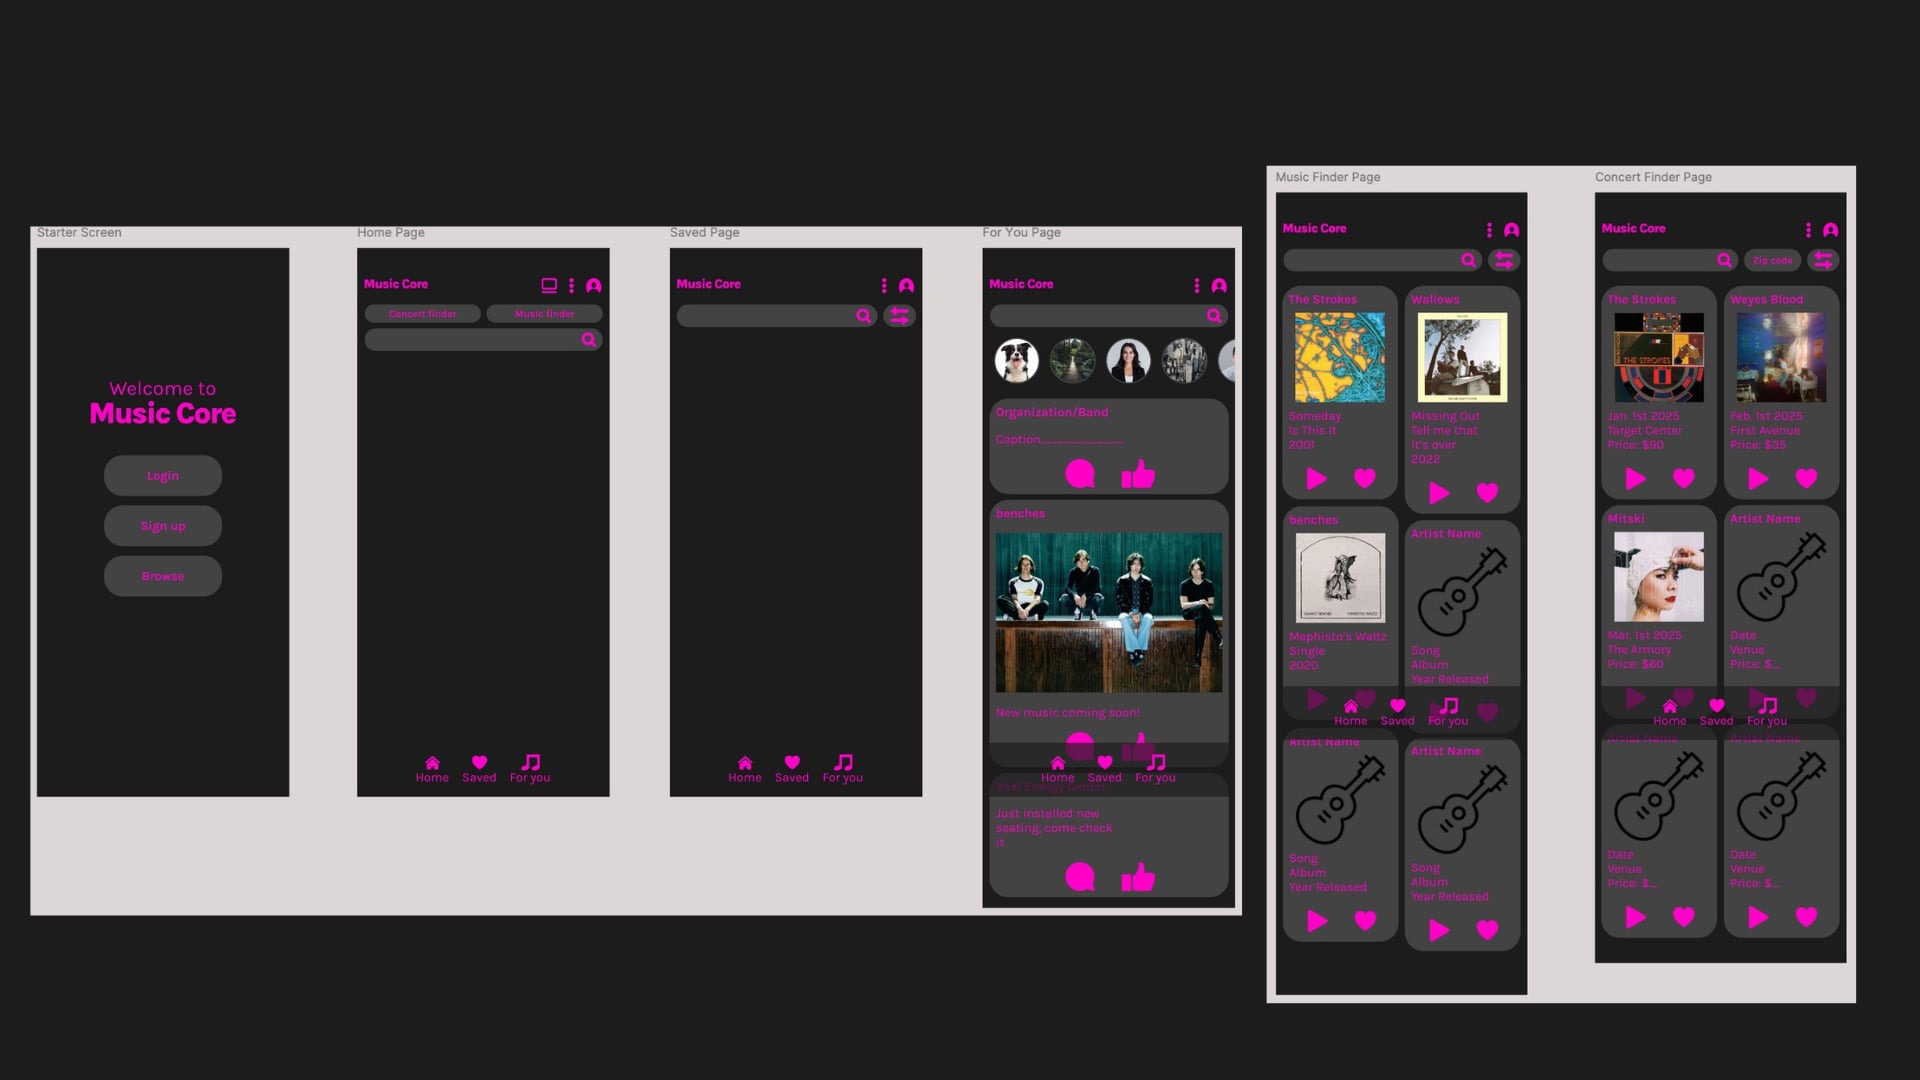 Starter Screen
Welcome to
Music Core
Login
Sign up
Browse
Home Page
Music Core
Concert finder
Music finder
Home
Saved
For you
Saved Page
Music Core
Home
Saved
For you
For You Page
Music Core
Organization/Band
Caption______________
benches
New music coming soon!
Home
Saved
For you
Xcel Energy Center
Just installed new
seating, come check
it
Music Finder Page
Music Core
The Strokes
Someday
Is This It
2001
Wallows
Missing Out
Tell me that
it's over
2022
benches
Mephisto's Waltz
Single
2020
Artist Name
Song
Album
Year Released
Home
Saved
For you
Artist Name
Song
Album
Year Released
Artist Name
Song
Album
Year Released
Concert Finder Page
Music Core
Zip code
The Strokes
THE STROKES
Jan. 1st 2025
Target Center
Price: $90
Weyes Blood
Feb. 1st 2025
First Avenue
Price: $35
Mitski
Mar. 1st 2025
The Armory
Price: $60
Artist Name
Date
Venue
Price: $_
Home
Saved
For you
Artist Name
Date
Venue
Price: $_
Artist Name
Date
Venue
Price: $_